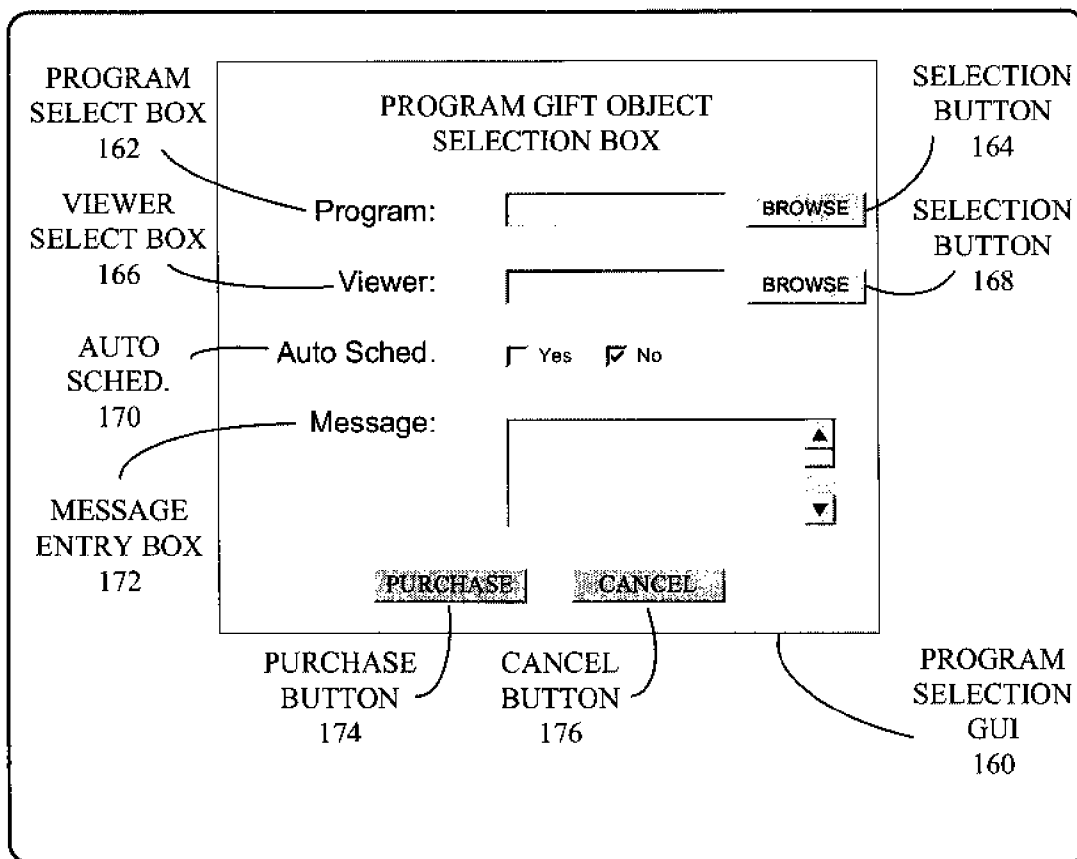 PROGRAM
SELECT BOX
162
VIEWER
SELECT BOX
166
AUTO
SCHED.
170
MESSAGE
ENTRY BOX
172
PROGRAM GIFT OBJECT
SELECTION BOX
Program:
BROWSE
Viewer:
BROWSE
Auto Sched.
Yes
No
Message:
PURCHASE
CANCEL
SELECTION
BUTTON
164
SELECTION
BUTTON
168
PURCHASE
BUTTON
174
CANCEL
BUTTON
176
PROGRAM
SELECTION
GUI
160